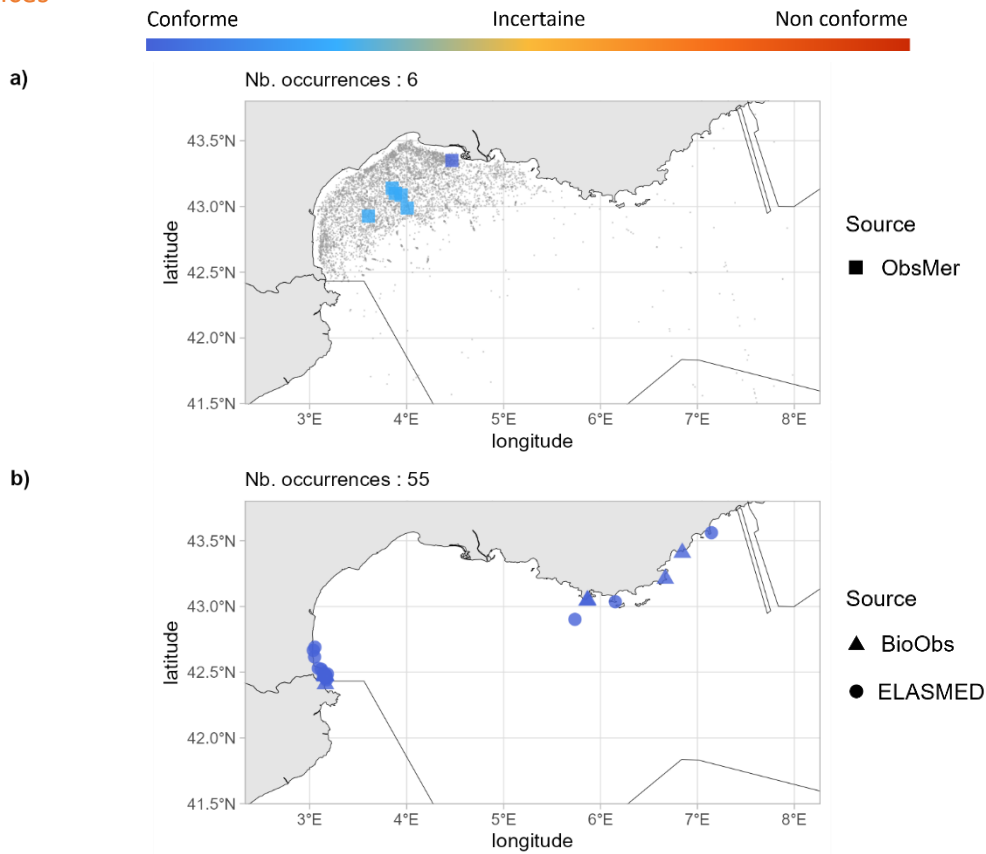 Conforme Incertaine Non conforme
a)
Nb. occurrences : 6
43.5°N
43.0°N
42.5°N
42.0°N
41.5°N
latitude
3°E 4°E 5°E 6°E 7°E 8°E
longitude
Source
ObsMer
b)
Nb. occurrences : 55
43.5°N
43.0°N
42.5°N
42.0°N
41.5°N
latitude
3°E 4°E 5°E 6°E 7°E 8°E
longitude
Source
BioObs
ELASMED